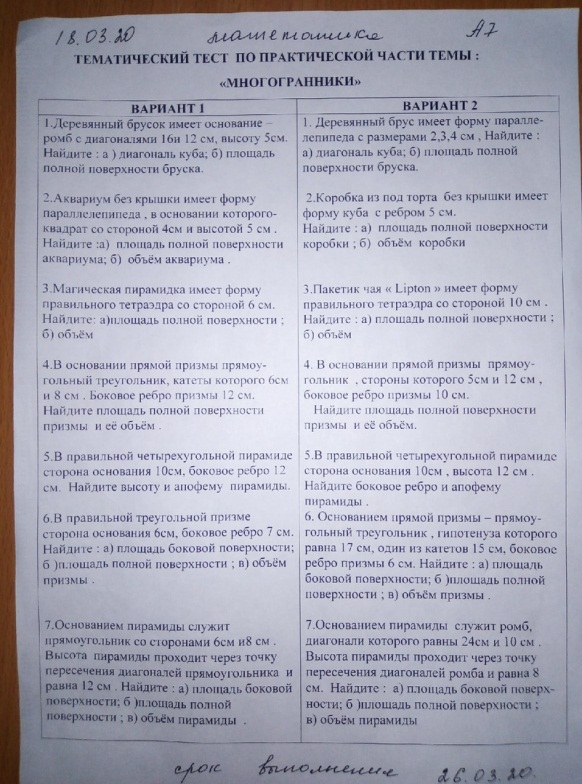 18.03.20 математика А7
ТЕМАТИЧЕСКИЙ ТЕСТ ПО ПРАКТИЧЕСКОЙ ЧАСТИ ТЕМЫ :
«МНОГОГРАННИКИ»
ВАРИАНТ 1
1.Деревянный брусок имеет основание –
ромб с диагоналями 16и 12 см, высоту 5см.
Найдите : а ) диагональ куба; б) площадь
полной поверхности бруска.
2.Аквариум без крышки имеет форму
параллелепипеда , в основании которого-
квадрат со стороной 4см и высотой 5 см .
Найдите :а) площадь полной поверхности
аквариума; б) объём аквариума .
3.Магическая пирамидка имеет форму
правильного тетраэдра со стороной 6 см.
Найдите: а)площадь полной поверхности ;
б) объём
4.В основании прямой призмы прямоу-
гольный треугольник, катеты которого 6см
и 8 см . Боковое ребро призмы 12 см.
Найдите площадь полной поверхности
призмы и её объем .
5.В правильной четырехугольной пирамиде
сторона основания 10см, боковое ребро 12
см. Найдите высоту и апофему пирамиды.
6.В правильной треугольной призме
сторона основания 6см, боковое ребро 7 см.
Найдите : а) площадь боковой поверхности;
б )площадь полной поверхности ; в) объём
призмы .
7.Основанием пирамиды служит
прямоугольник со сторонами 6см и8 см .
Высота пирамиды проходит через точку
пересечения диагоналей прямоугольника и
равна 12 см . Найдите : а) площадь боковой
поверхности; б )площадь полной
поверхности ; в) объём пирамиды .
ВАРИАНТ 2
1. Деревянный брус имеет форму паралле-
лепипеда с размерами 2,3,4 см , Найдите :
а) диагональ куба; б) площадь полной
поверхности бруска.
2.Коробка из под торта без крышки имеет
форму куба с ребром 5 см.
Найдите : а) площадь полной поверхности
коробки ; б) объём коробки
3.Пакетик чая « Lipton » имеет форму
правильного тетраэдра со стороной 10 см .
Найдите : а) площадь полной поверхности ;
б) объём
4. В основании прямой призмы прямоу-
гольник , стороны которого 5см и 12 см ,
боковое ребро призмы 10 см.
Найдите площадь полной поверхности
призмы и её объем.
5.В правильной четырехугольной пирамиде
сторона основания 10см , высота 12 см .
Найдите боковое ребро и апофему
пирамиды .
6. Основанием прямой призмы – прямоу-
гольный треугольник , гипотенуза которого
равна 17 см, один из катетов 15 см, боковое
ребро призмы 6 см. Найдите : а) площадь
боковой поверхности; б )площадь полной
поверхности ; в) объём призмы .
7.Основанием пирамиды служит ромб,
диагонали которого равны 24см и 10 см .
Высота пирамиды проходит через точку
пересечения диагоналей ромба и равна 8
см. Найдите : а) площадь боковой поверх-
ности; б )площадь полной поверхности ;
в) объём пирамиды
срок выполнения 26.03.20.